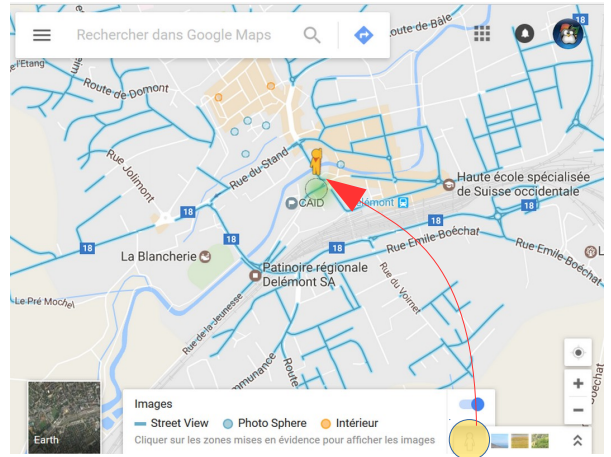 Rechercher dans Google Maps
Route de Bâle
18
18
l'Etang
Route de Domont
Rue du Stand
Rue Jolimont
Haute école spécialisée
de Suisse occidentale
CAID
Delémont
18
18
18
18
Rue Emile-Boéchat
Rue Emile-Boéchat
La Blancherie
Patinoire régionale
Delémont SA
Rue du Voirnet
Le Pré Mochel
Rue de la Jeunesse
Route
Boéchat
Images
Street View
Photo Sphere
Intérieur
Cliquer sur les zones mises en évidence pour afficher les images
Earth
+
−